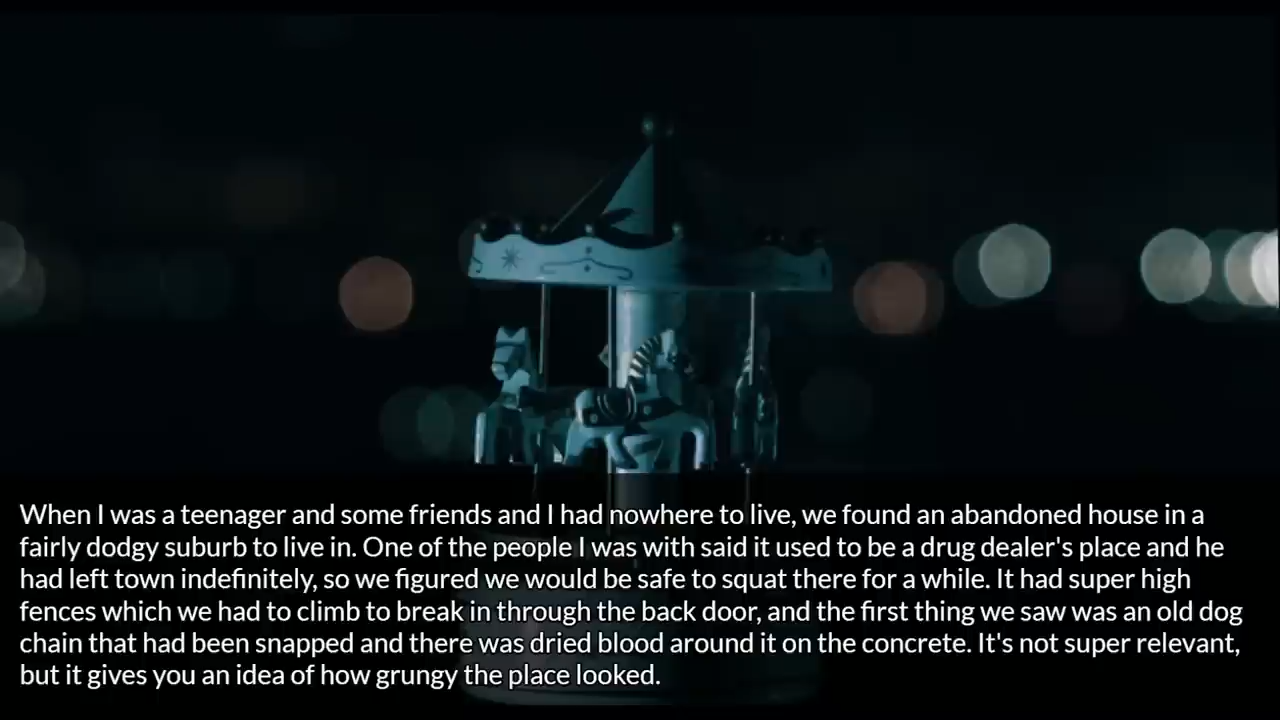 When I was a teenager and some friends and I had nowhere to live, we found an abandoned house in a
fairly dodgy suburb to live in. One of the people I was with said it used to be a drug dealer's place and he
had left town indefinitely, so we figured we would be safe to squat there for a while. It had super high
fences which we had to climb to break in through the back door, and the first thing we saw was an old dog
chain that had been snapped and there was dried blood around it on the concrete. It's not super relevant,
but it gives you an idea of how grungy the place looked.